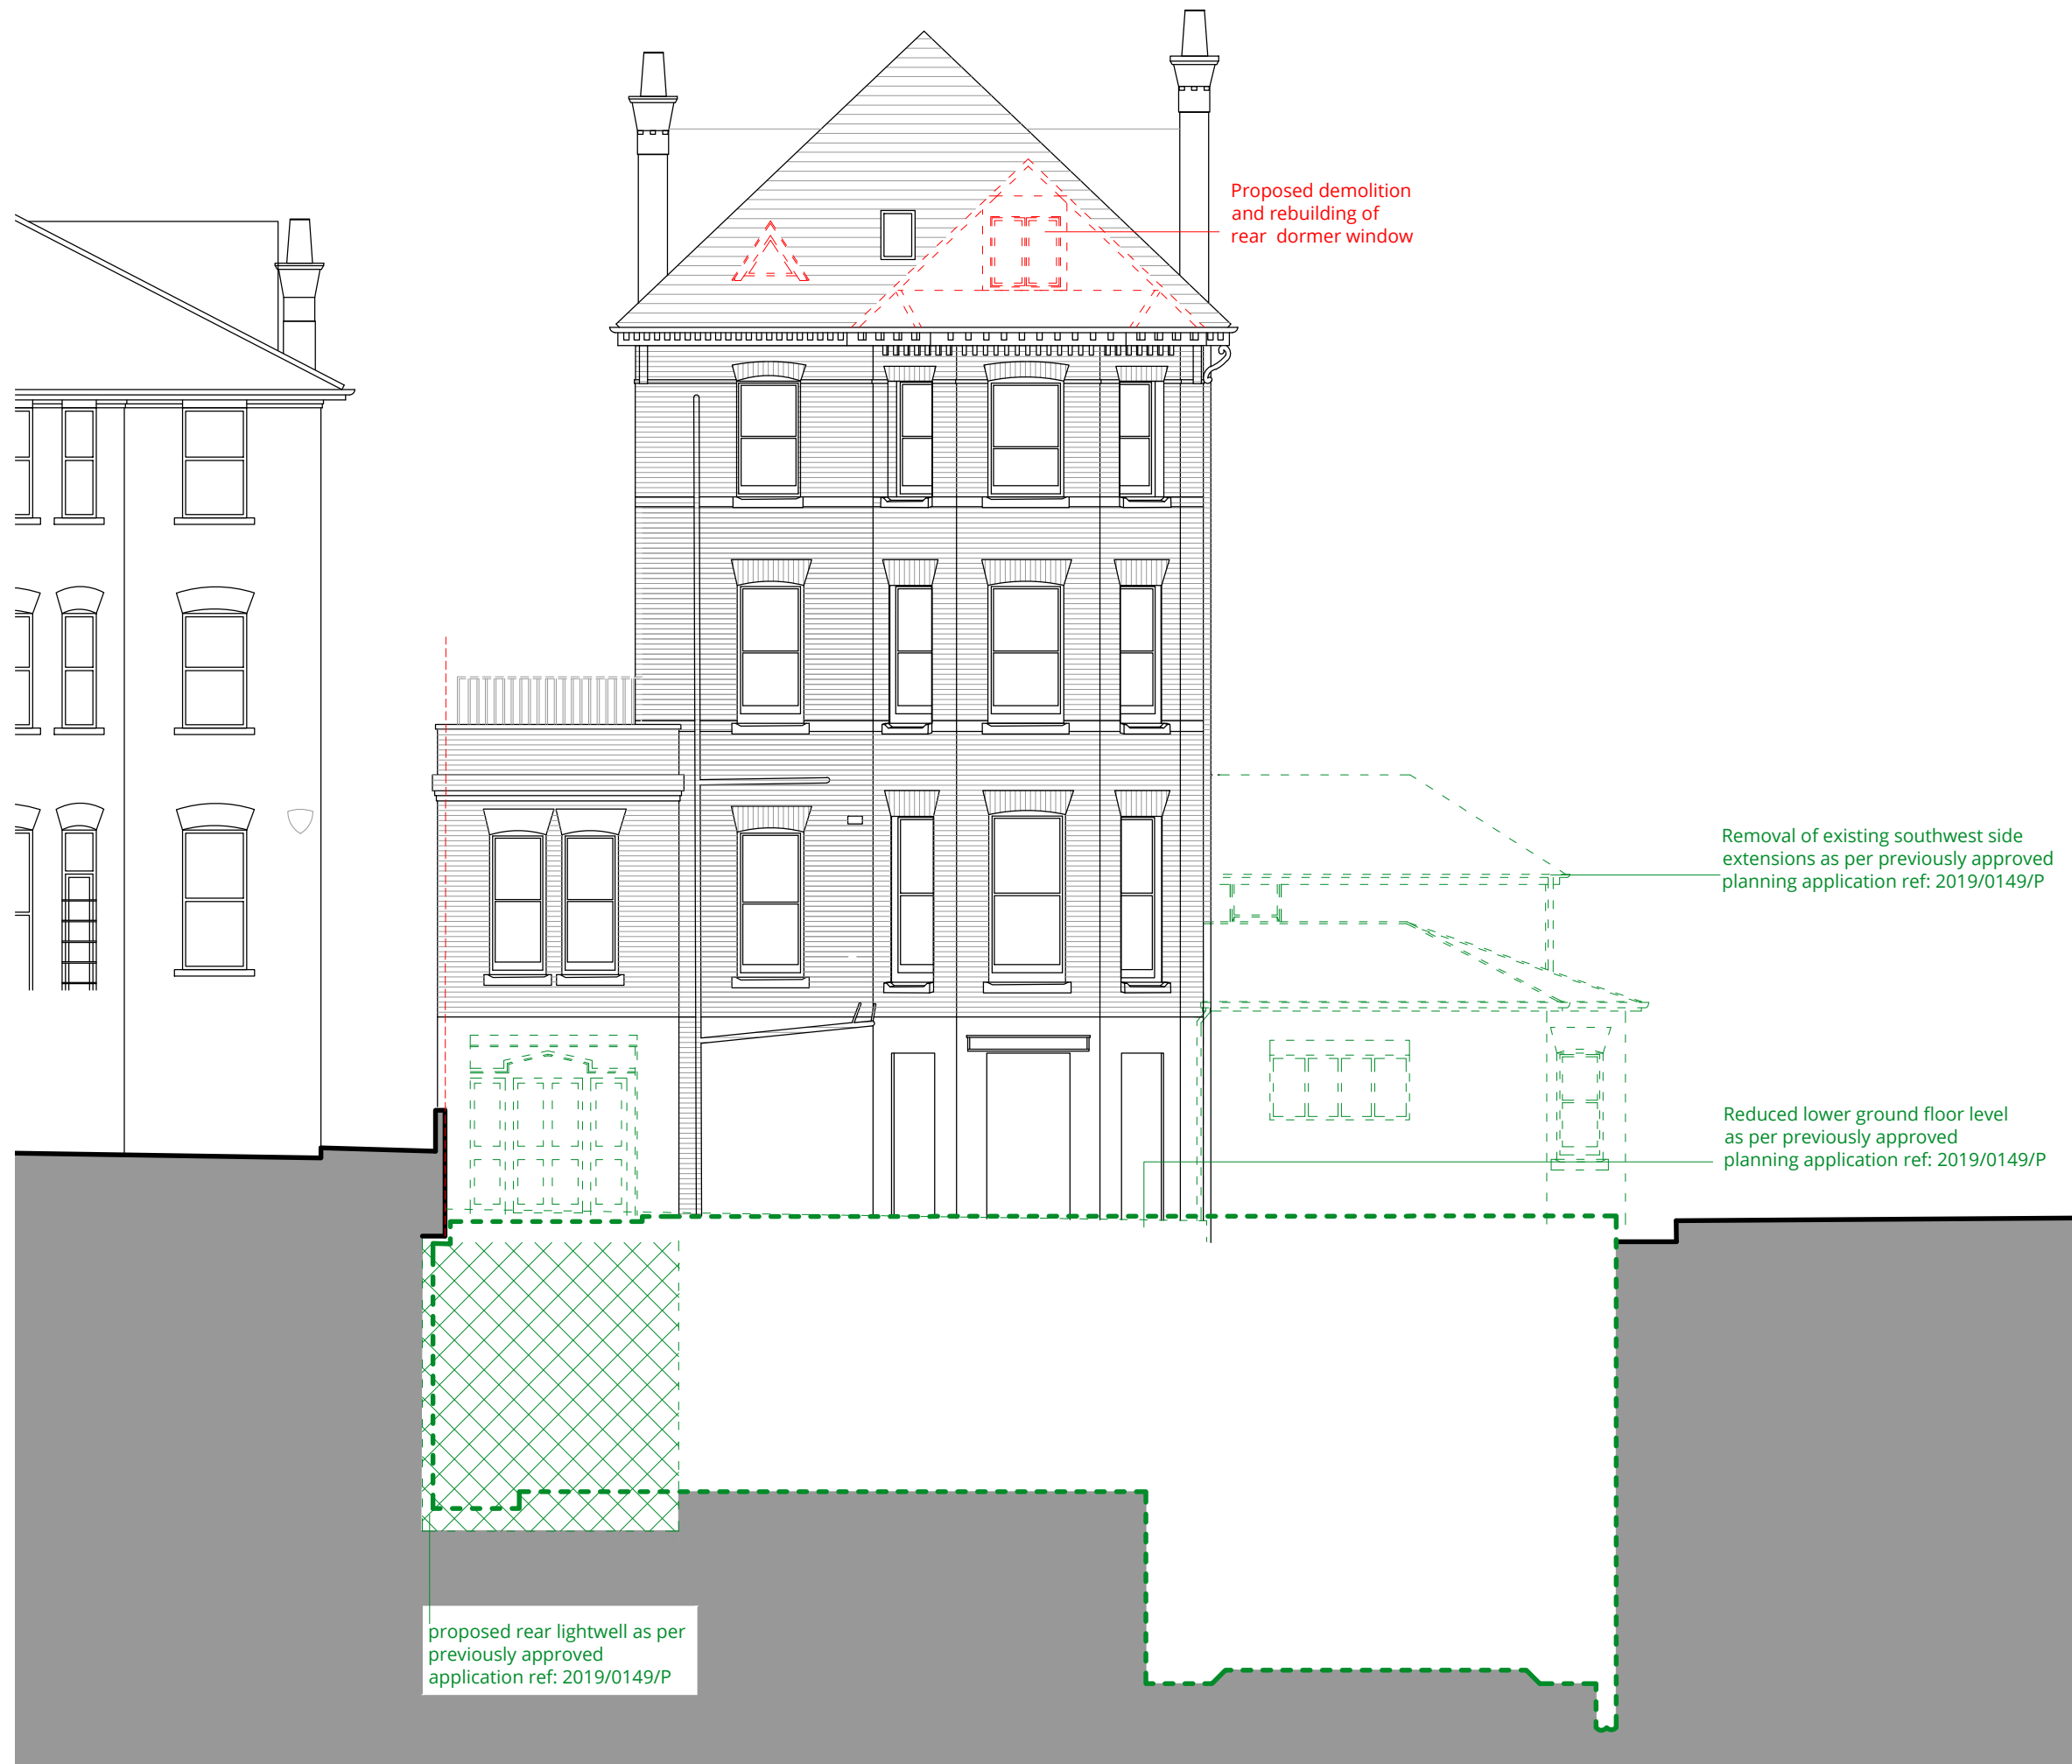 Proposed demolition
and rebuilding of
rear dormer window
Removal of existing southwest side
extensions as per previously approved
planning application ref: 2019/0149/P
Reduced lower ground floor level
as per previously approved
planning application ref: 2019/0149/P
proposed rear lightwell as per
previously approved
application ref: 2019/0149/P